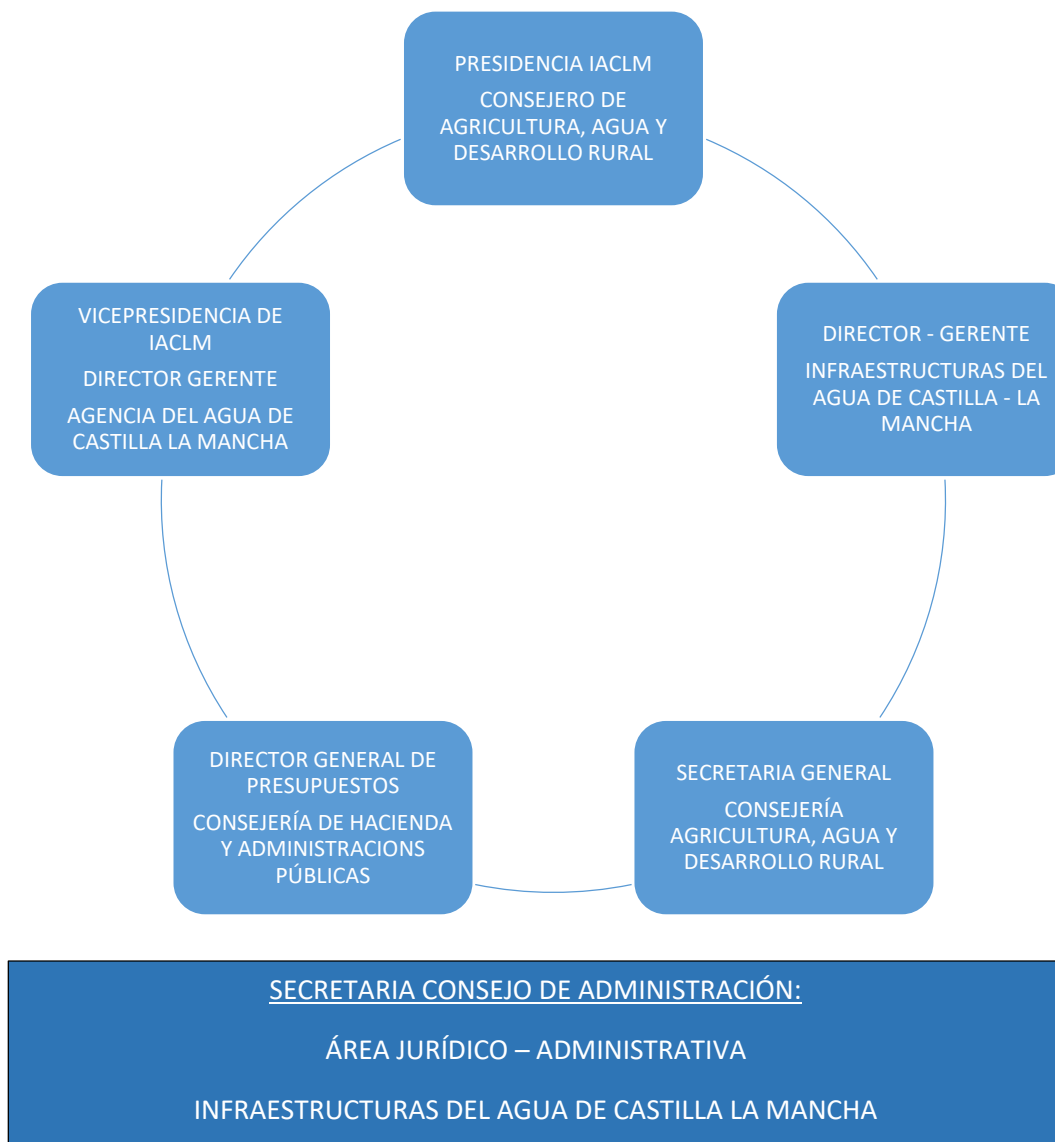 PRESIDENCIA IACLM
CONSEJERO DE
AGRICULTURA, AGUA Y
DESARROLLO RURAL
VICEPRESIDENCIA DE
IACLM
DIRECTOR GERENTE
AGENCIA DEL AGUA DE
CASTILLA LA MANCHA
DIRECTOR - GERENTE
INFRAESTRUCTURAS DEL
AGUA DE CASTILLA - LA
MANCHA
DIRECTOR GENERAL DE
PRESUPUESTOS
CONSEJERÍA DE HACIENDA
Y ADMINISTRACIONS
PÚBLICAS
SECRETARIA GENERAL
CONSEJERÍA
AGRICULTURA, AGUA Y
DESARROLLO RURAL
SECRETARIA CONSEJO DE ADMINISTRACIÓN:
ÁREA JURÍDICO – ADMINISTRATIVA
INFRAESTRUCTURAS DEL AGUA DE CASTILLA LA MANCHA